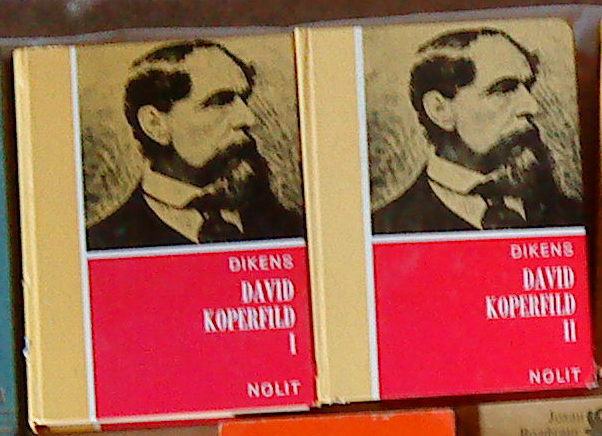 DIKENS
DAVID
KOPERFILD
I
NOLIT
DIKENS
DAVID
KOPERFILD
II
NOLIT